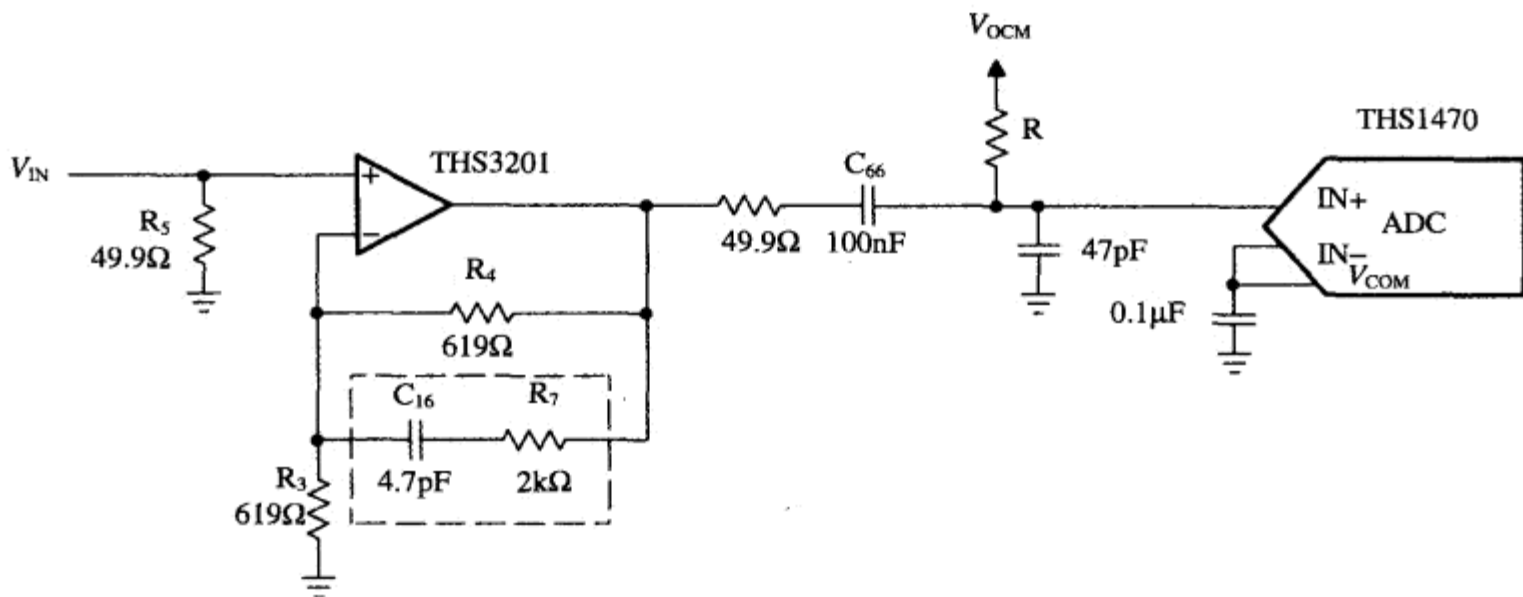 V_OCM
R
THS1470
V_IN
THS3201
C₆₆
IN+
ADC
R₅
49.9Ω
49.9Ω
100nF
47pF
IN−
V_COM
R₄
0.1μF
619Ω
C₁₆
R₇
R₃
4.7pF
2kΩ
619Ω
+
−